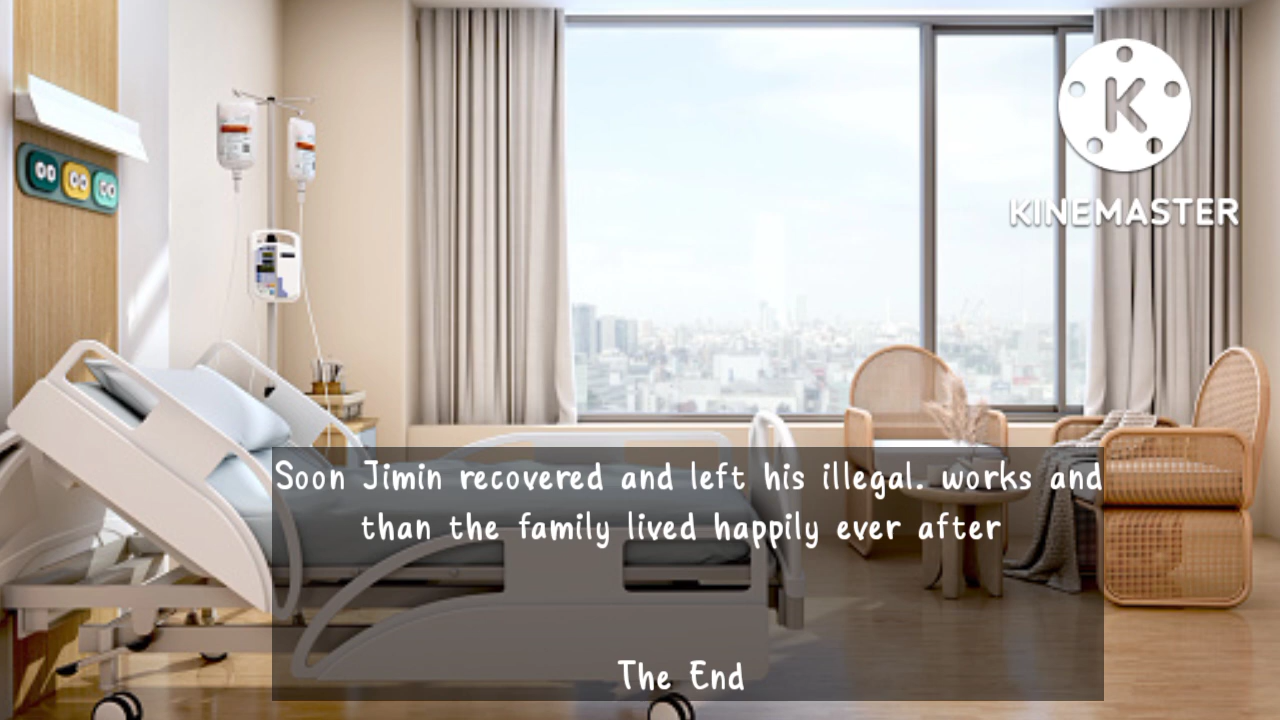 KINEMASTER
Soon Jimin recovered and left his illegal. works and
than the family lived happily ever after
The End